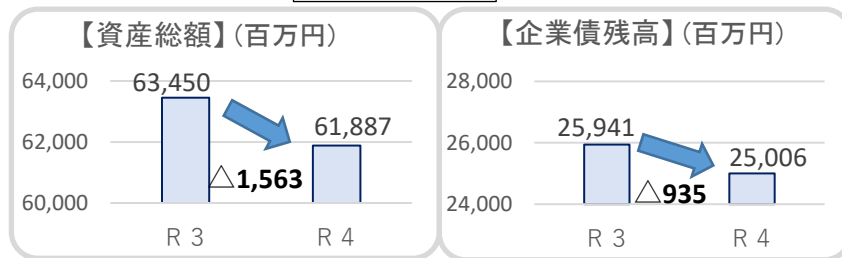 【資産総額】(百万円)
64,000
62,000
60,000
63,450
61,887
△1,563
R 3
R 4
【企業債残高】(百万円)
28,000
26,000
24,000
25,941
25,006
△935
R 3
R 4